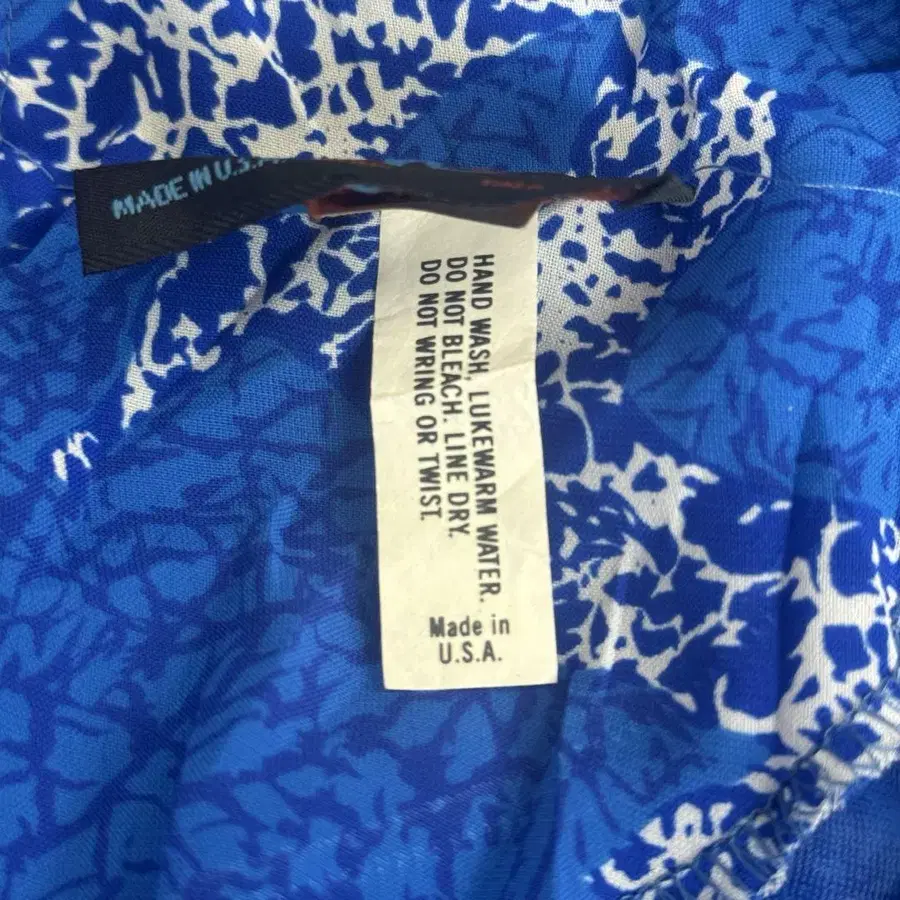 MADE IN U.S.A.
HAND WASH, LUKEWARM WATER.
DO NOT BLEACH. LINE DRY.
DO NOT WRING OR TWIST.
Made in
U.S.A.